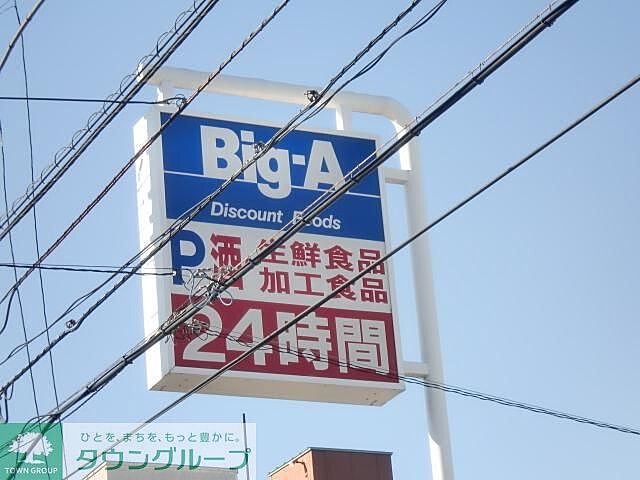 Big-A
Discount Foods
P 酒 生鮮食品
加工食品
24時間
TOWN GROUP
ひとを、まちを、もっと豊かに。
タウングループ